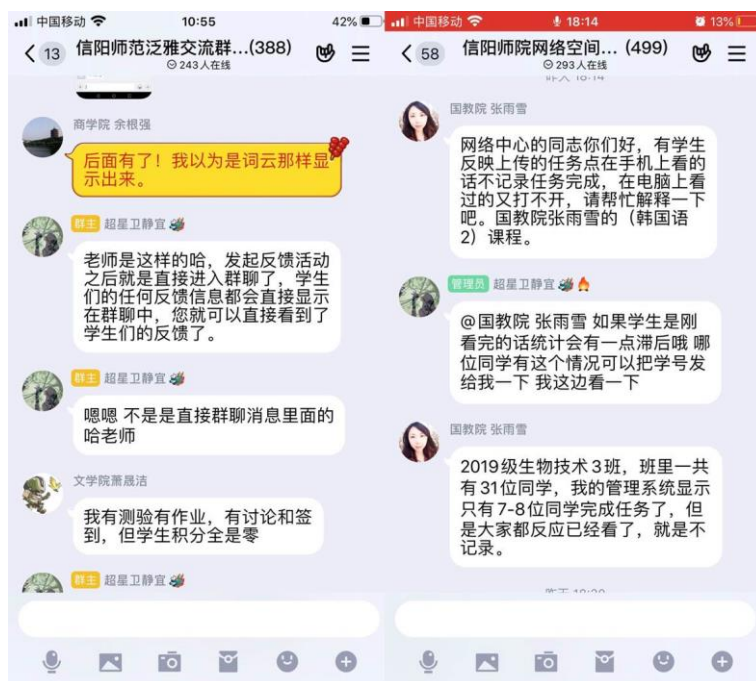 中国移动
10:55
42%
13
信阳师范泛雅交流群...(388)
243人在线
商学院 余根强
后面有了！我以为是词云那样显
示出来。
群主 超星卫静宜
老师是这样的哈，发起反馈活动
之后就是直接进入群聊了，学生
们的任何反馈信息都会直接显示
在群聊中，您就可以直接看到了
学生们的反馈了。
群主 超星卫静宜
嗯嗯 不是是直接群聊消息里面的
哈老师
文学院萧晟洁
我有测验有作业，有讨论和签
到，但学生积分全是零
群主 超星卫静宜
中国移动
18:14
13%
58
信阳师院网络空间... (499)
293人在线
国教院 张雨雪
网络中心的同志你们好，有学生
反映上传的任务点在手机上看的
话不记录任务完成，在电脑上看
过的又打不开，请帮忙解释一下
吧。国教院张雨雪的（韩国语
2）课程。
管理员 超星卫静宜
@国教院 张雨雪 如果学生是刚
看完的话统计会有一点滞后哦 哪
位同学有这个情况可以把学号发
给我一下 我这边看一下
国教院 张雨雪
2019级生物技术3班，班里一共
有31位同学，我的管理系统显示
只有7-8位同学完成任务了，但
是大家都反应已经看了，就是不
记录。